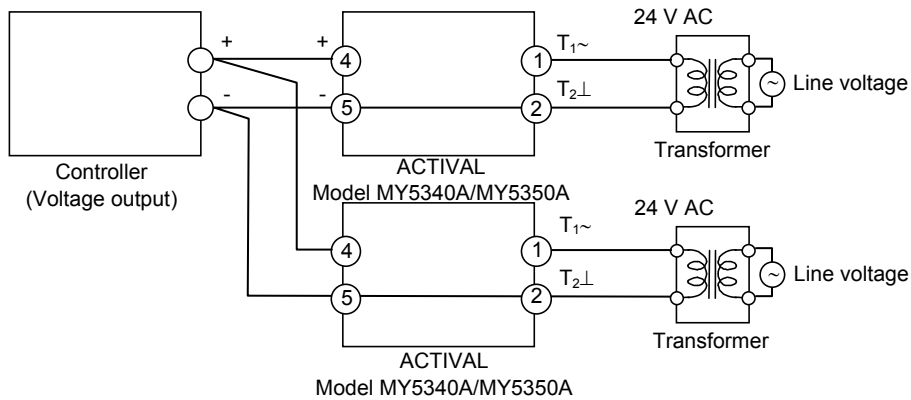 24 V AC
+
+
4
1
T₁~
~
Line voltage
-
-
5
2
T₂⊥
Transformer
Controller
(Voltage output)
ACTIVAL
Model MY5340A/MY5350A
24 V AC
4
1
T₁~
~
Line voltage
5
2
T₂⊥
Transformer
ACTIVAL
Model MY5340A/MY5350A